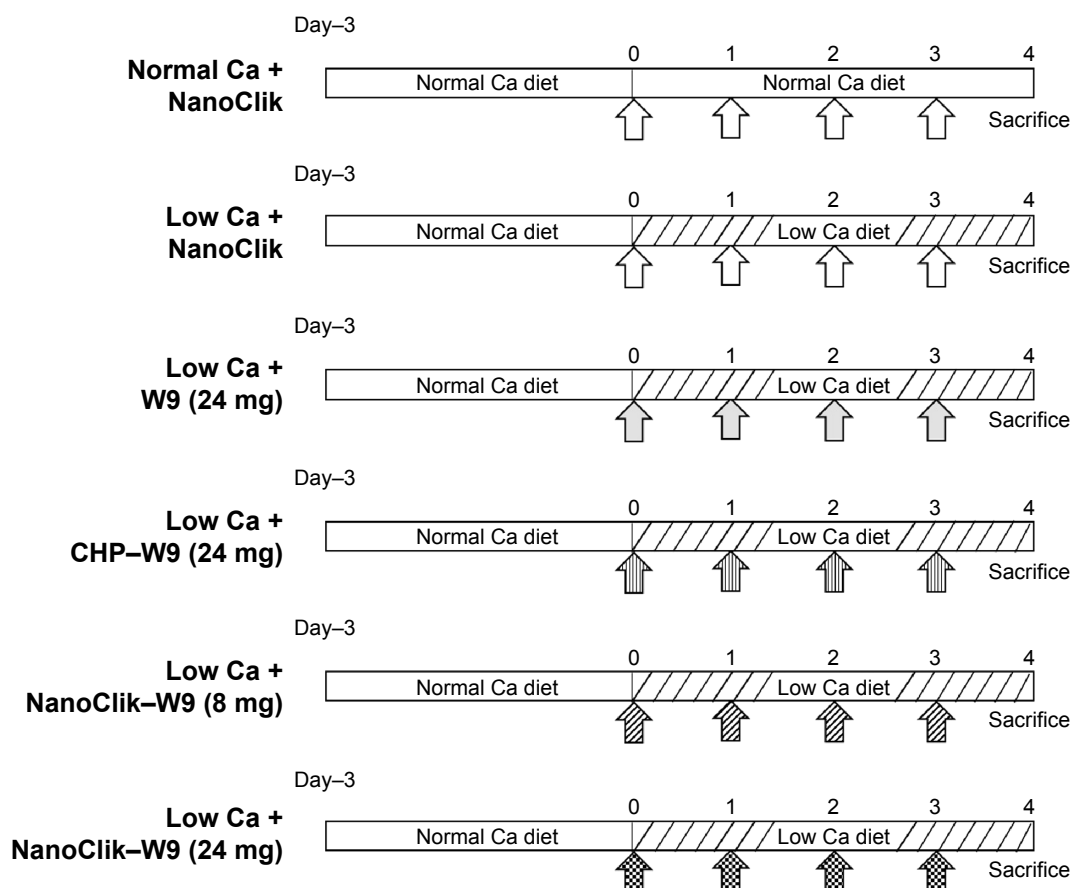 Day–3
0 1 2 3 4
Normal Ca +
NanoClik
Normal Ca diet Normal Ca diet
Sacrifice
Day–3
0 1 2 3 4
Low Ca +
NanoClik
Normal Ca diet Low Ca diet
Sacrifice
Day–3
0 1 2 3 4
Low Ca +
W9 (24 mg)
Normal Ca diet Low Ca diet
Sacrifice
Day–3
0 1 2 3 4
Low Ca +
CHP–W9 (24 mg)
Normal Ca diet Low Ca diet
Sacrifice
Day–3
0 1 2 3 4
Low Ca +
NanoClik–W9 (8 mg)
Normal Ca diet Low Ca diet
Sacrifice
Day–3
0 1 2 3 4
Low Ca +
NanoClik–W9 (24 mg)
Normal Ca diet Low Ca diet
Sacrifice